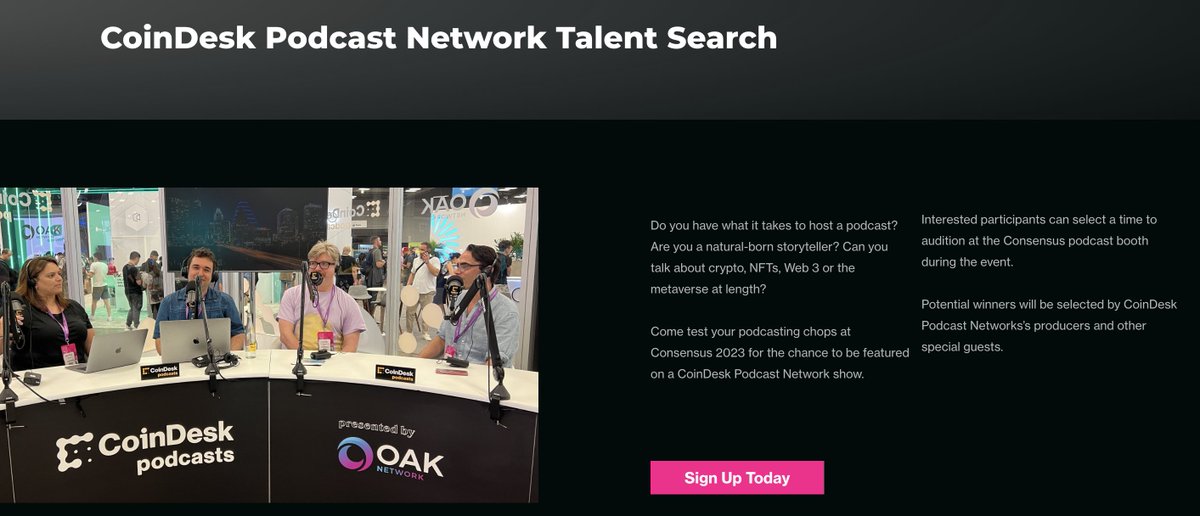 CoinDesk Podcast Network Talent Search
OAK
NETWORK
CoinDesk
podcasts
CoinDesk
podcasts
CoinDesk
podcasts
presented by
OAK
NETWORK
Do you have what it takes to host a podcast?
Are you a natural-born storyteller? Can you
talk about crypto, NFTs, Web 3 or the
metaverse at length?
Come test your podcasting chops at
Consensus 2023 for the chance to be featured
on a CoinDesk Podcast Network show.
Interested participants can select a time to
audition at the Consensus podcast booth
during the event.
Potential winners will be selected by CoinDesk
Podcast Networks's producers and other
special guests.
Sign Up Today